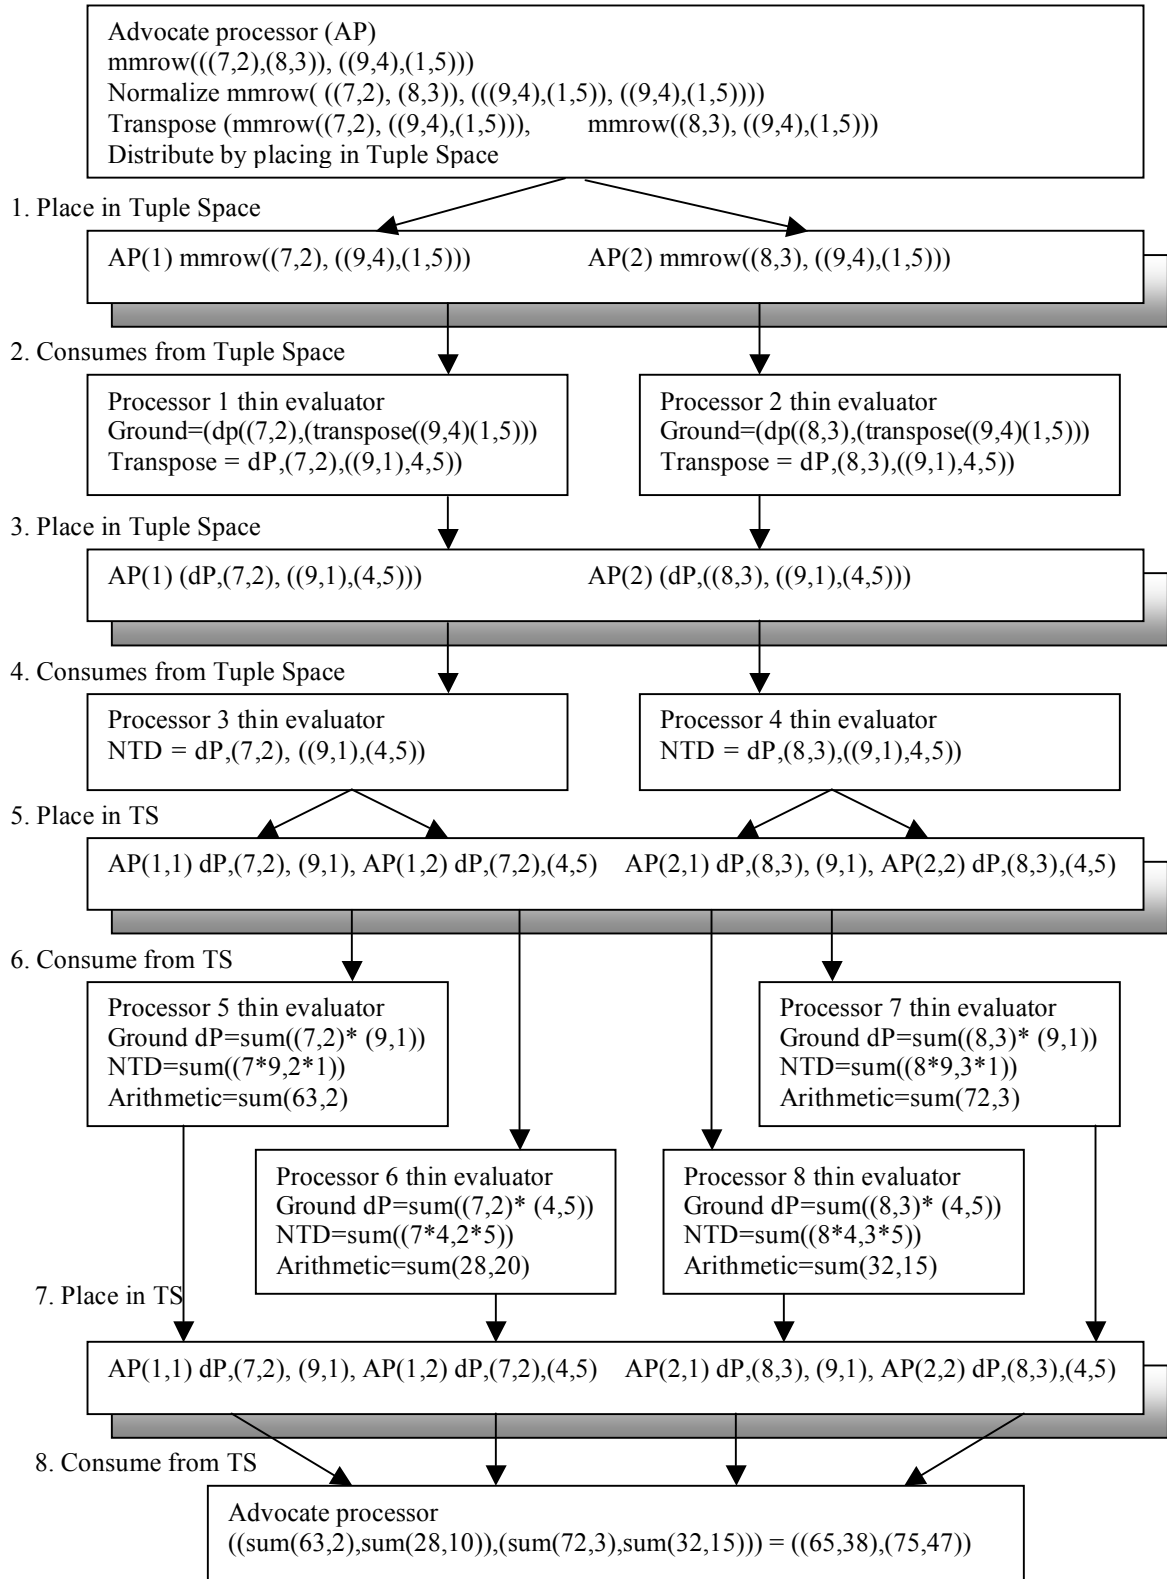 Advocate processor (AP)
mmrow(((7,2),(8,3)), ((9,4),(1,5)))
Normalize mmrow( ((7,2), (8,3)), (((9,4),(1,5)), ((9,4),(1,5))))
Transpose (mmrow((7,2), ((9,4),(1,5))), mmrow((8,3), ((9,4),(1,5)))
Distribute by placing in Tuple Space
1. Place in Tuple Space
AP(1) mmrow((7,2), ((9,4),(1,5))) AP(2) mmrow((8,3), ((9,4),(1,5)))
2. Consumes from Tuple Space
Processor 1 thin evaluator
Ground=(dp((7,2),(transpose((9,4)(1,5)))
Transpose = dP,(7,2),((9,1),4,5))
Processor 2 thin evaluator
Ground=(dp((8,3),(transpose((9,4)(1,5)))
Transpose = dP,(8,3),((9,1),4,5))
3. Place in Tuple Space
AP(1) (dP,(7,2), ((9,1),(4,5))) AP(2) (dP,((8,3), ((9,1),(4,5)))
4. Consumes from Tuple Space
Processor 3 thin evaluator
NTD = dP,(7,2), ((9,1),(4,5))
Processor 4 thin evaluator
NTD = dP,(8,3),((9,1),4,5))
5. Place in TS
AP(1,1) dP,(7,2), (9,1), AP(1,2) dP,(7,2),(4,5) AP(2,1) dP,(8,3), (9,1), AP(2,2) dP,(8,3),(4,5)
6. Consume from TS
Processor 5 thin evaluator
Ground dP=sum((7,2)* (9,1))
NTD=sum((7*9,2*1))
Arithmetic=sum(63,2)
Processor 7 thin evaluator
Ground dP=sum((8,3)* (9,1))
NTD=sum((8*9,3*1))
Arithmetic=sum(72,3)
Processor 6 thin evaluator
Ground dP=sum((7,2)* (4,5))
NTD=sum((7*4,2*5))
Arithmetic=sum(28,20)
Processor 8 thin evaluator
Ground dP=sum((8,3)* (4,5))
NTD=sum((8*4,3*5))
Arithmetic=sum(32,15)
7. Place in TS
AP(1,1) dP,(7,2), (9,1), AP(1,2) dP,(7,2),(4,5) AP(2,1) dP,(8,3), (9,1), AP(2,2) dP,(8,3),(4,5)
8. Consume from TS
Advocate processor
((sum(63,2),sum(28,10)),(sum(72,3),sum(32,15))) = ((65,38),(75,47))